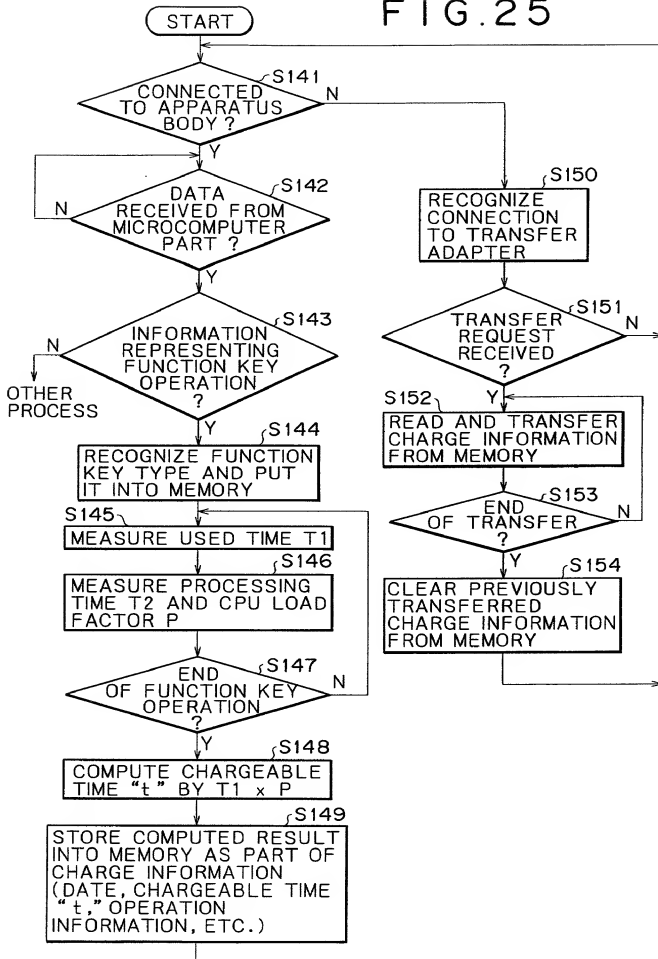 FIG.25
START
S141
CONNECTED
TO APPARATUS
BODY ?
N
Y
S142
DATA
RECEIVED FROM
MICROCOMPUTER
PART ?
N
Y
S143
INFORMATION
REPRESENTING
FUNCTION KEY
OPERATION
?
N
OTHER
PROCESS
Y
S144
RECOGNIZE FUNCTION
KEY TYPE AND PUT
IT INTO MEMORY
S145
MEASURE USED TIME T1
S146
MEASURE PROCESSING
TIME T2 AND CPU LOAD
FACTOR P
S147
END
OF FUNCTION KEY
OPERATION
?
N
Y
S148
COMPUTE CHARGEABLE
TIME "t" BY T1 x P
S149
STORE COMPUTED RESULT
INTO MEMORY AS PART OF
CHARGE INFORMATION
(DATE, CHARGEABLE TIME
"t," OPERATION
INFORMATION, ETC.)
S150
RECOGNIZE
CONNECTION
TO TRANSFER
ADAPTER
S151
TRANSFER
REQUEST
RECEIVED
?
N
Y
S152
READ AND TRANSFER
CHARGE INFORMATION
FROM MEMORY
S153
END
OF TRANSFER
?
N
Y
S154
CLEAR PREVIOUSLY
TRANSFERRED
CHARGE INFORMATION
FROM MEMORY